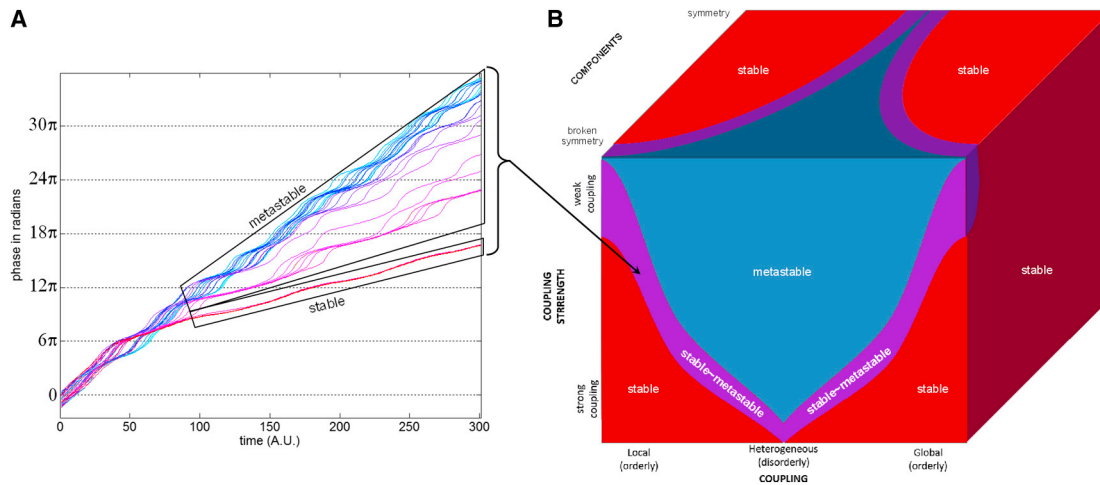 A
phase in radians
30π
24π
18π
12π
6π
0
0
50
100
150
200
250
300
time (A.U.)
metastable
stable
B
symmetry
COMPONENTS
broken
symmetry
stable
stable
weak
coupling
COUPLING
STRRENGTH
strong
coupling
metastable
stable
stable~metastable
stable~metastable
stable
stable
Local
(orderly)
Heterogeneous
(disorderly)
Global
(orderly)
COUPLING